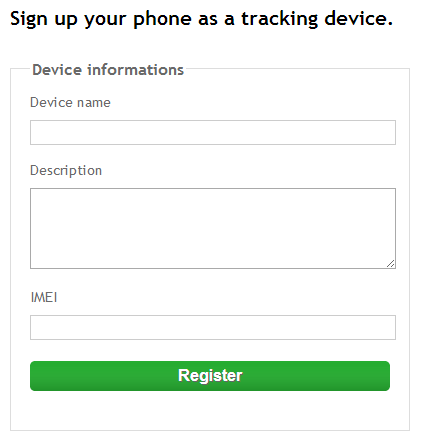 Sign up your phone as a tracking device.
Device informations
Device name
Description
IMEI
Register